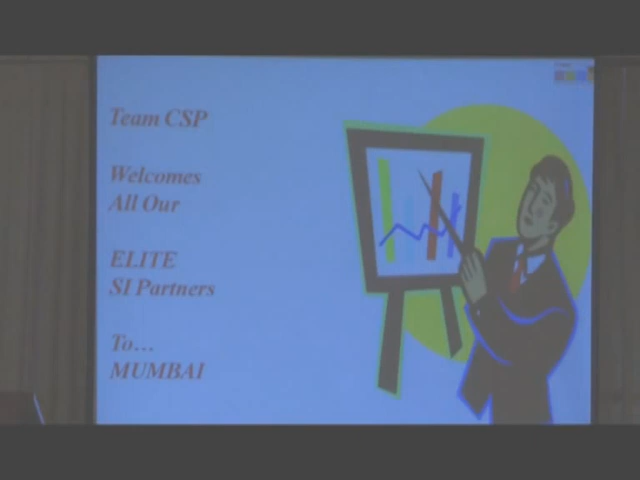 Team CSP
Welcomes
All Our
ELITE
SI Partners
To...
MUMBAI